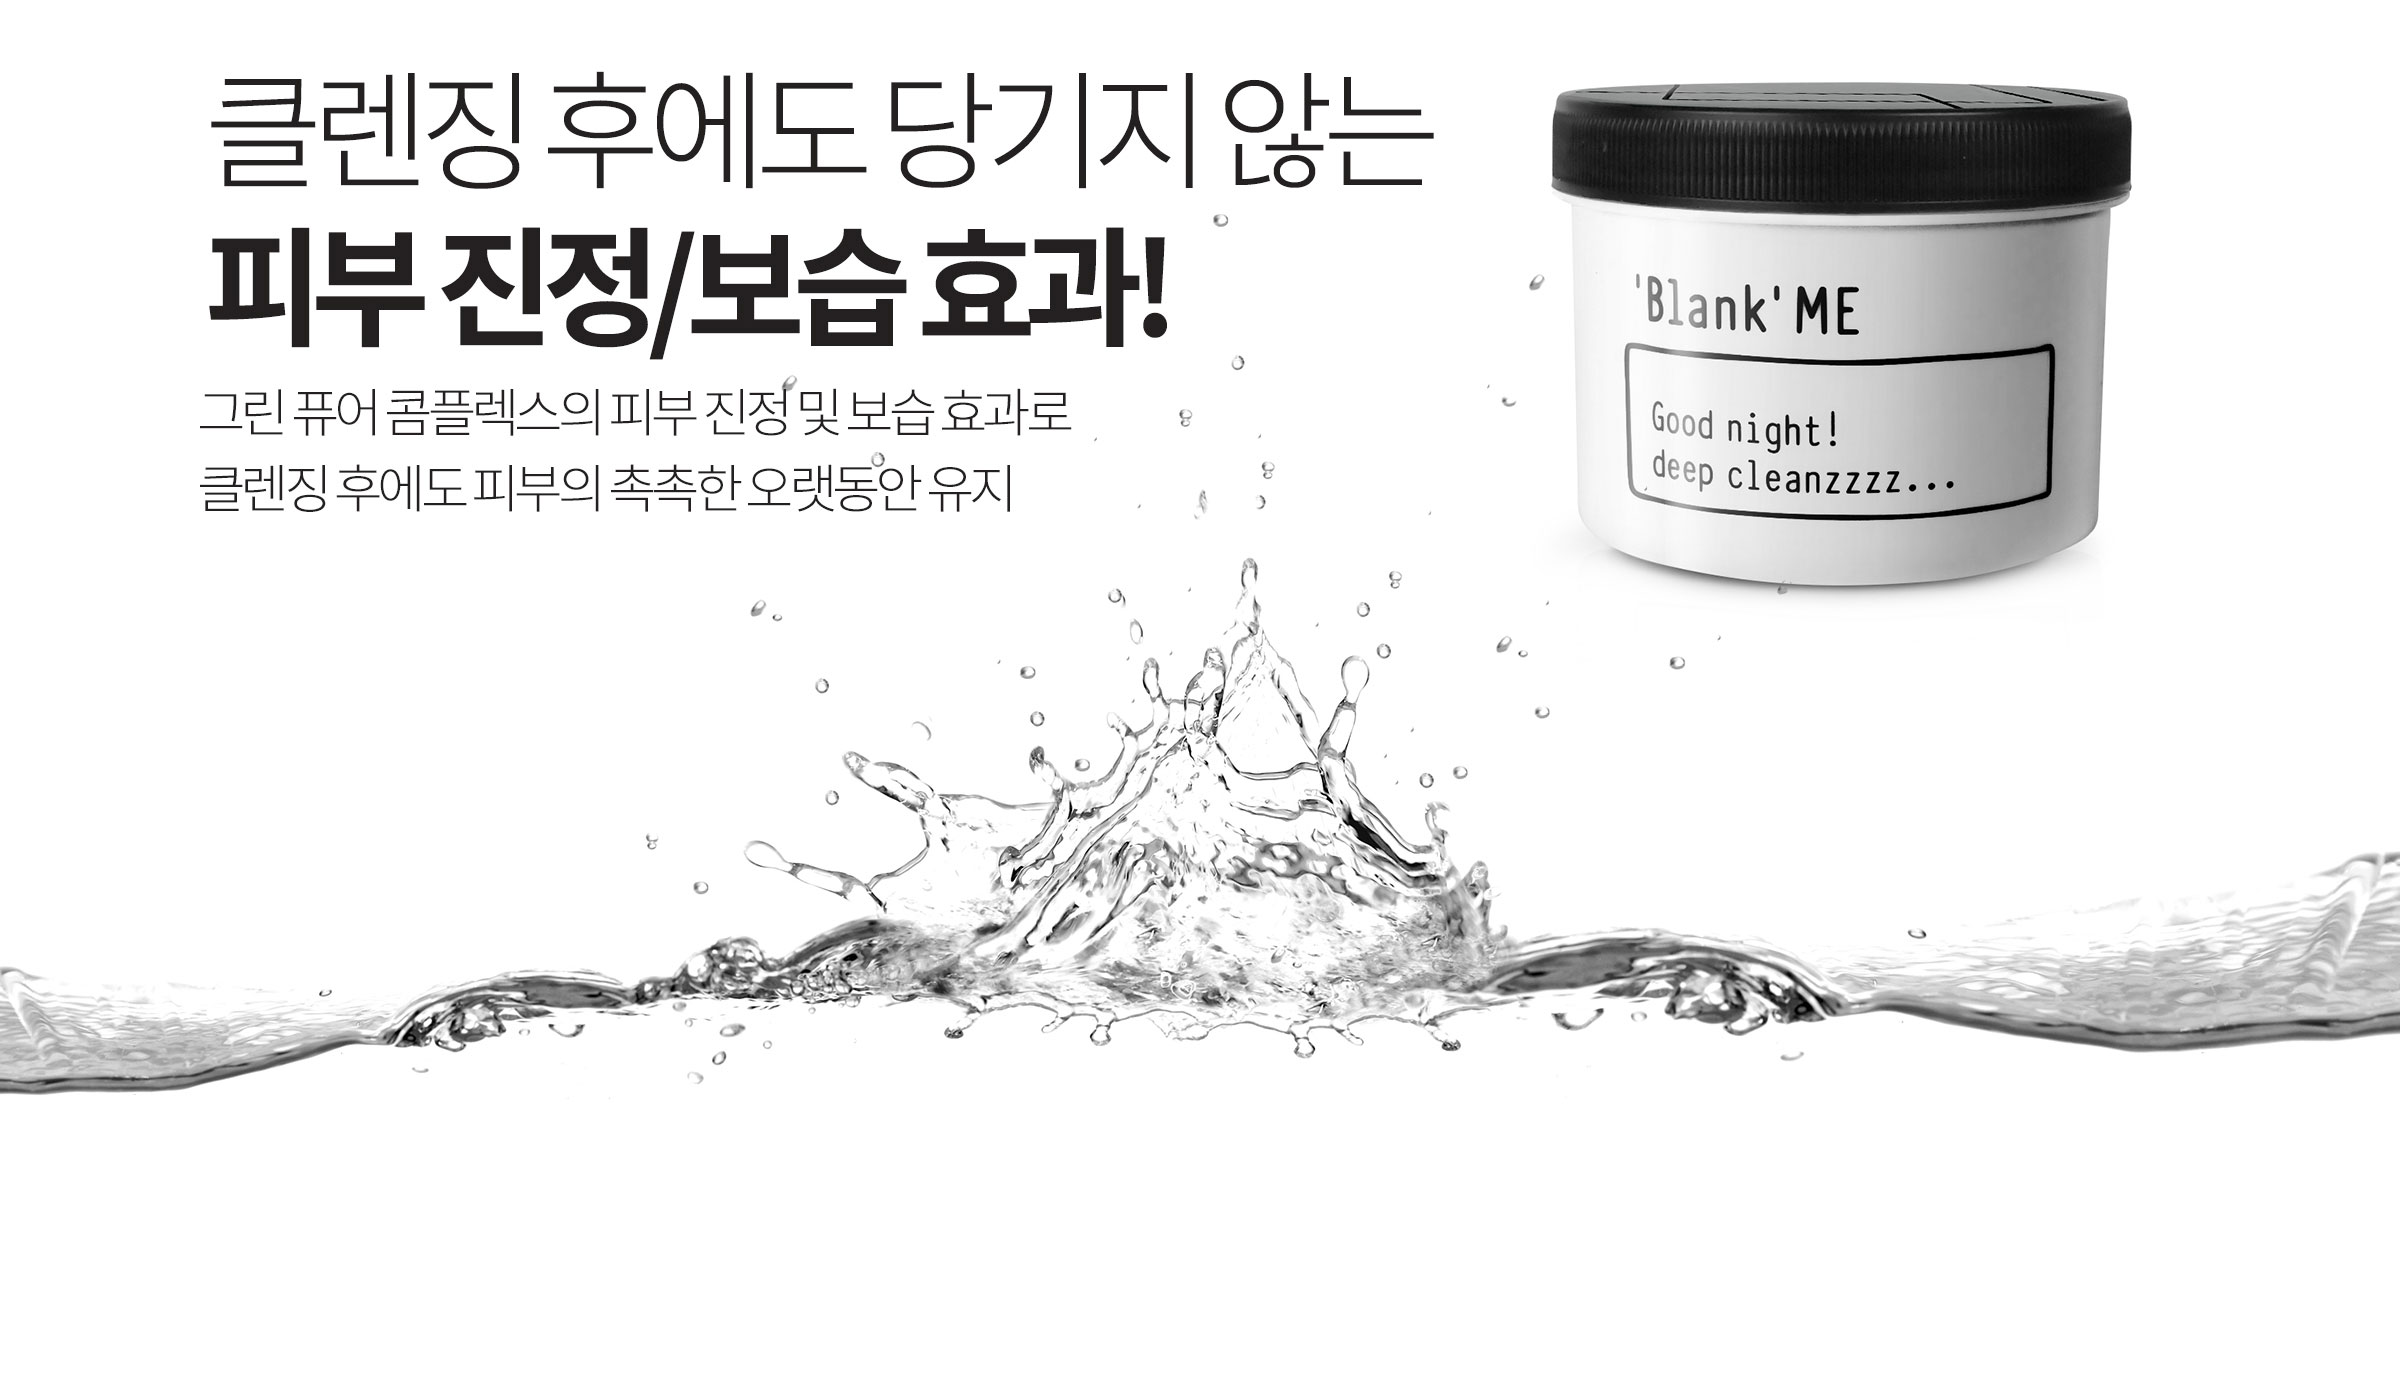 클렌징 후에도 당기지 않는
피부 진정/보습 효과!
그린 퓨어 콤플렉스의 피부 진정 및 보습 효과로
클렌징 후에도 피부의 촉촉한 오랫동안 유지
'Blank' ME
Good night!
deep cleanzzzz...